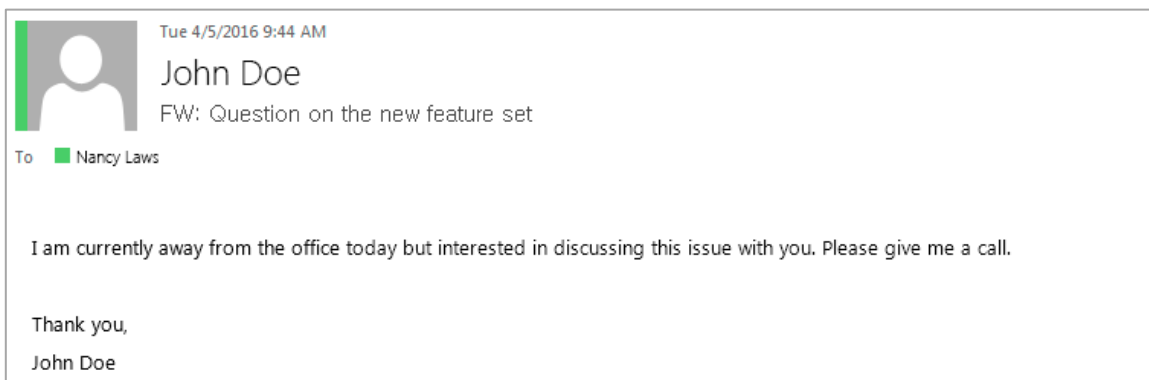 Tue 4/5/2016 9:44 AM
John Doe
FW: Question on the new feature set
To Nancy Laws
I am currently away from the office today but interested in discussing this issue with you. Please give me a call.
Thank you,
John Doe